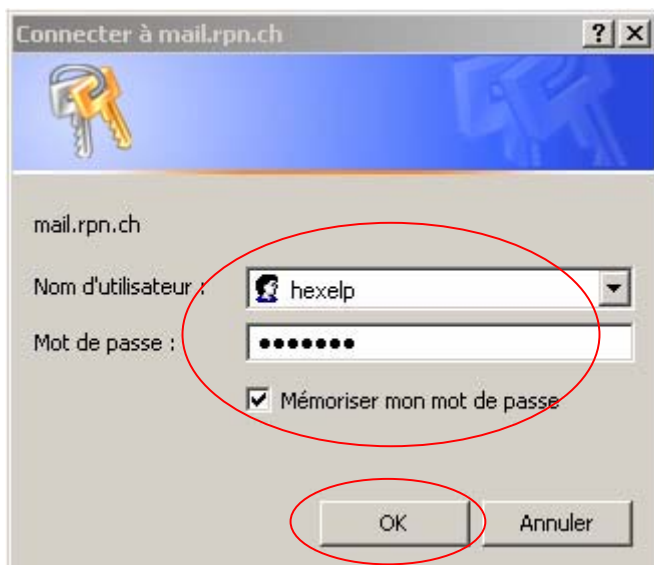 Connecter à mail.rpn.ch
mail.rpn.ch
Nom d'utilisateur : hexelp
Mot de passe : •••••••
Mémoriser mon mot de passe
OK Annuler